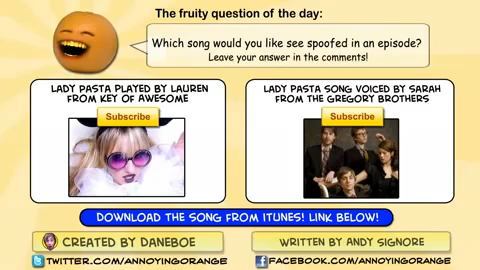 The fruity question of the day:
Which song would you like see spoofed in an episode?
Leave your answer in the comments!
LADY PASTA PLAYED BY LAUREN
FROM KEY OF AWESOME
Subscribe
LADY PASTA SONG VOICED BY SARAH
FROM THE GREGORY BROTHERS
Subscribe
DOWNLOAD THE SONG FROM ITUNES! LINK BELOW!
CREATED BY DANEBOE
WRITTEN BY ANDY SIGNORE
TWITTER.COM/ANNOYINGORANGE
FACEBOOK.COM/ANNOYINGORANGE